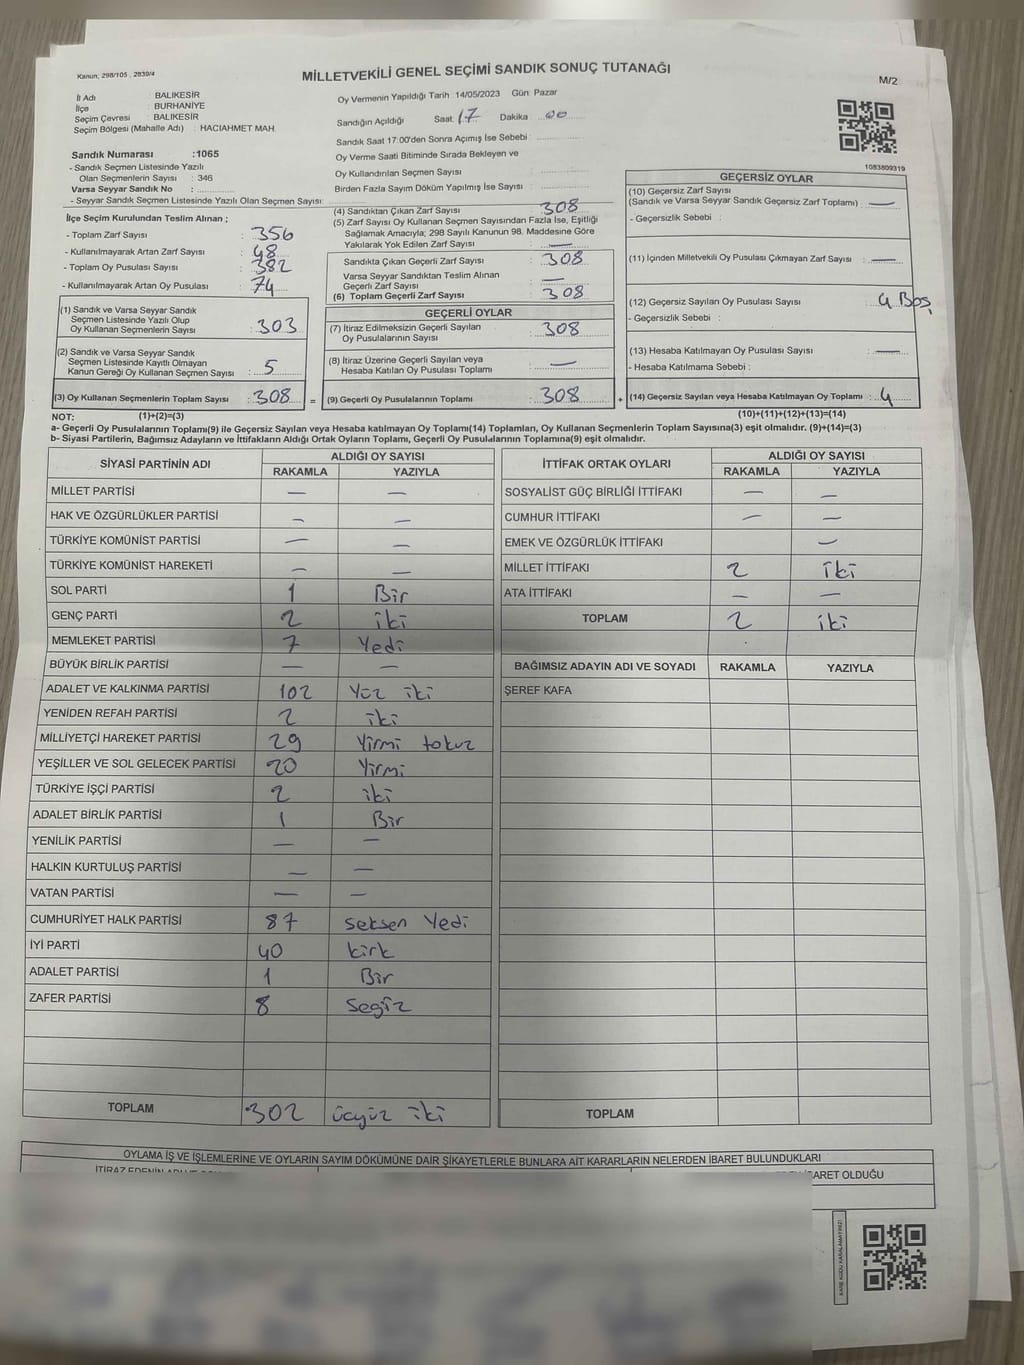 Kanun; 298/105 , 2839/4
MİLLETVEKİLİ GENEL SEÇİMİ SANDIK SONUÇ TUTANAĞI
M/2
İl Adı : BALIKESİR
İlçe : BURHANİYE
Seçim Çevresi : BALIKESİR
Seçim Bölgesi (Mahalle Adı) : HACIAHMET MAH.
Oy Vermenin Yapıldığı Tarih 14/05/2023 Gün: Pazar
Sandığın Açıldığı Saat: 17 Dakika 00
Sandık Saat 17:00'den Sonra Açılmış İse Sebebi
Oy Verme Saati Bitiminde Sırada Bekleyen ve
Oy Kullandırılan Seçmen Sayısı
Birden Fazla Sayım Döküm Yapılmış İse Sayısı
1083809319
Sandık Numarası :1065
- Sandık Seçmen Listesinde Yazılı
Olan Seçmenlerin Sayısı : 346
Varsa Seyyar Sandık No :
- Seyyar Sandık Seçmen Listesinde Yazılı Olan Seçmen Sayısı:
İlçe Seçim Kurulundan Teslim Alınan ;
- Toplam Zarf Sayısı : 356
- Kullanılmayarak Artan Zarf Sayısı : 48
- Toplam Oy Pusulası Sayısı : 382
- Kullanılmayarak Artan Oy Pusulası : 74
(1) Sandık ve Varsa Seyyar Sandık
Seçmen Listesinde Yazılı Olup
Oy Kullanan Seçmenlerin Sayısı : 303
(2) Sandık ve Varsa Seyyar Sandık
Seçmen Listesinde Kayıtlı Olmayan
Kanun Gereği Oy Kullanan Seçmen Sayısı : 5
(3) Oy Kullanan Seçmenlerin Toplam Sayısı : 308 =
(4) Sandıktan Çıkan Zarf Sayısı 308
(5) Zarf Sayısı Oy Kullanan Seçmen Sayısından Fazla İse, Eşitliği
Sağlamak Amacıyla; 298 Sayılı Kanunun 98. Maddesine Göre
Yakılarak Yok Edilen Zarf Sayısı : —
Sandıkta Çıkan Geçerli Zarf Sayısı : 308
Varsa Seyyar Sandıktan Teslim Alınan
Geçerli Zarf Sayısı : —
(6) Toplam Geçerli Zarf Sayısı : 308
GEÇERLİ OYLAR
(7) İtiraz Edilmeksizin Geçerli Sayılan
Oy Pusulalarının Sayısı : 308
(8) İtiraz Üzerine Geçerli Sayılan veya
Hesaba Katılan Oy Pusulası Toplamı : —
(9) Geçerli Oy Pusulalarının Toplamı : 308 +
GEÇERSİZ OYLAR
(10) Geçersiz Zarf Sayısı
(Sandık ve Varsa Seyyar Sandık Geçersiz Zarf Toplamı) : —
- Geçersizlik Sebebi :
(11) İçinden Milletvekili Oy Pusulası Çıkmayan Zarf Sayısı : —
(12) Geçersiz Sayılan Oy Pusulası Sayısı : 4 Boş
- Geçersizlik Sebebi :
(13) Hesaba Katılmayan Oy Pusulası Sayısı : —
- Hesaba Katılmama Sebebi :
(14) Geçersiz Sayılan veya Hesaba Katılmayan Oy Toplamı : 4
NOT: (1)+(2)=(3) (10)+(11)+(12)+(13)=(14)
a- Geçerli Oy Pusulalarının Toplamı(9) ile Geçersiz Sayılan veya Hesaba katılmayan Oy Toplamı(14) Toplamları, Oy Kullanan Seçmenlerin Toplam Sayısına(3) eşit olmalıdır. (9)+(14)=(3)
b- Siyasi Partilerin, Bağımsız Adayların ve İttifakların Aldığı Ortak Oyların Toplamı, Geçerli Oy Pusulalarının Toplamına(9) eşit olmalıdır.
SİYASİ PARTİNİN ADI ALDIĞI OY SAYISI
RAKAMLA YAZIYLA
MİLLET PARTİSİ — —
HAK VE ÖZGÜRLÜKLER PARTİSİ — —
TÜRKİYE KOMÜNİST PARTİSİ — —
TÜRKİYE KOMÜNİST HAREKETİ — —
SOL PARTİ 1 Bir
GENÇ PARTİ 2 iki
MEMLEKET PARTİSİ 7 Yedi
BÜYÜK BİRLİK PARTİSİ — —
ADALET VE KALKINMA PARTİSİ 102 Yüz iki
YENİDEN REFAH PARTİSİ 2 iki
MİLLİYETÇİ HAREKET PARTİSİ 29 Yirmi tokuz
YEŞİLLER VE SOL GELECEK PARTİSİ 20 Yirmi
TÜRKİYE İŞÇİ PARTİSİ 2 iki
ADALET BİRLİK PARTİSİ 1 Bir
YENİLİK PARTİSİ — —
HALKIN KURTULUŞ PARTİSİ — —
VATAN PARTİSİ — —
CUMHURİYET HALK PARTİSİ 87 seksen Yedi
İYİ PARTİ 40 kırk
ADALET PARTİSİ 1 Bir
ZAFER PARTİSİ 8 Segiz
TOPLAM 302 üçyüz iki
İTTİFAK ORTAK OYLARI ALDIĞI OY SAYISI
RAKAMLA YAZIYLA
SOSYALİST GÜÇ BİRLİĞİ İTTİFAKI — —
CUMHUR İTTİFAKI — —
EMEK VE ÖZGÜRLÜK İTTİFAKI —
MİLLET İTTİFAKI 2 iki
ATA İTTİFAKI — —
TOPLAM 2 iki
BAĞIMSIZ ADAYIN ADI VE SOYADI RAKAMLA YAZIYLA
ŞEREF KAFA
TOPLAM
OYLAMA İŞ VE İŞLEMLERİNE VE OYLARIN SAYIM DÖKÜMÜNE DAİR ŞİKAYETLERLE BUNLARA AİT KARARLARIN NELERDEN İBARET BULUNDUKLARI
İTİRAZ EDENİN İBARET OLDUĞU
KARE KODU KARALAMAYINIZ!